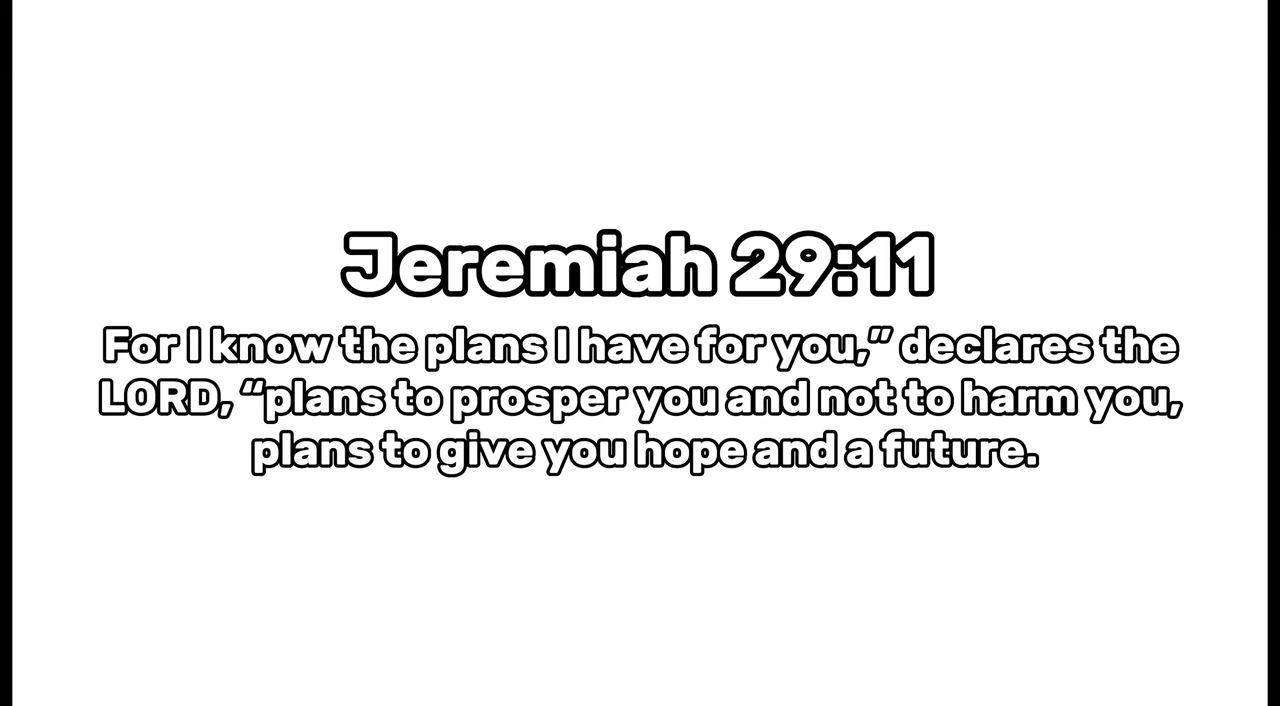 Jeremiah 29:11
For I know the plans I have for you,” declares the
LORD, “plans to prosper you and not to harm you,
plans to give you hope and a future.